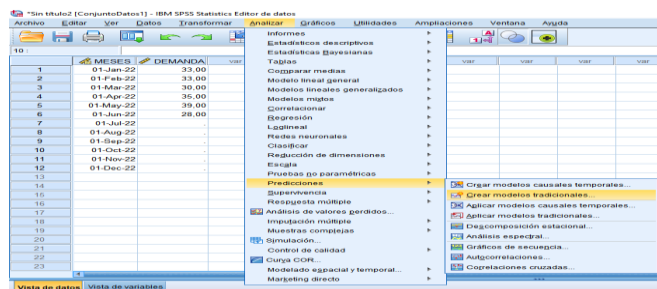 *Sin título2 [ConjuntoDatos1] - IBM SPSS Statistics Editor de datos
Archivo Editar Ver Datos Transformar Analizar Gráficos Utilidades Ampliaciones Ventana Ayuda
10 :
MESES DEMANDA var var var var var
1 01-Jan-22 33,00
2 01-Feb-22 33,00
3 01-Mar-22 30,00
4 01-Apr-22 35,00
5 01-May-22 39,00
6 01-Jun-22 28,00
7 01-Jul-22 .
8 01-Aug-22 .
9 01-Sep-22 .
10 01-Oct-22 .
11 01-Nov-22 .
12 01-Dec-22 .
13
14
15
16
17
18
19
20
21
22
23
Informes
Estadísticos descriptivos
Estadísticas Bayesianas
Tablas
Comparar medias
Modelo lineal general
Modelos lineales generalizados
Modelos mixtos
Correlacionar
Regresión
Loglineal
Redes neuronales
Clasificar
Reducción de dimensiones
Escala
Pruebas no paramétricas
Predicciones
Supervivencia
Respuesta múltiple
Análisis de valores perdidos...
Imputación múltiple
Muestras complejas
Simulación...
Control de calidad
Curva COR...
Modelado espacial y temporal...
Marketing directo
Crear modelos causales temporales...
Crear modelos tradicionales...
Aplicar modelos causales temporales...
Aplicar modelos tradicionales...
Descomposición estacional...
Análisis espectral...
Gráficos de secuencia...
Autocorrelaciones...
Correlaciones cruzadas...
Vista de datos Vista de variables